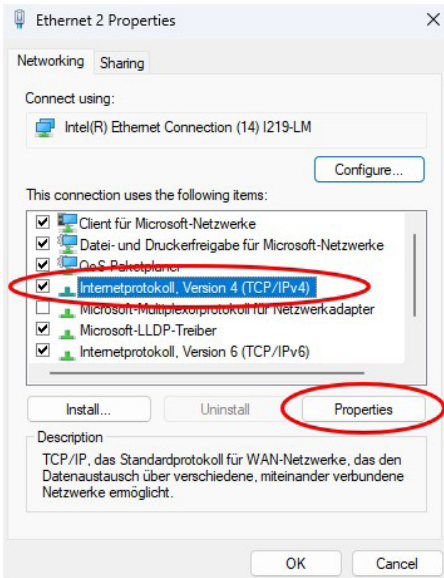 Ethernet 2 Properties
Networking Sharing
Connect using:
Intel(R) Ethernet Connection (14) I219-LM
Configure...
This connection uses the following items:
Client für Microsoft-Netzwerke
Datei- und Druckerfreigabe für Microsoft-Netzwerke
QoS-Paketplaner
Internetprotokoll, Version 4 (TCP/IPv4)
Microsoft-Multiplexorprotokoll für Netzwerkadapter
Microsoft-LLDP-Treiber
Internetprotokoll, Version 6 (TCP/IPv6)
Install... Uninstall Properties
Description
TCP/IP, das Standardprotokoll für WAN-Netzwerke, das den
Datenaustausch über verschiedene, miteinander verbundene
Netzwerke ermöglicht.
OK Cancel